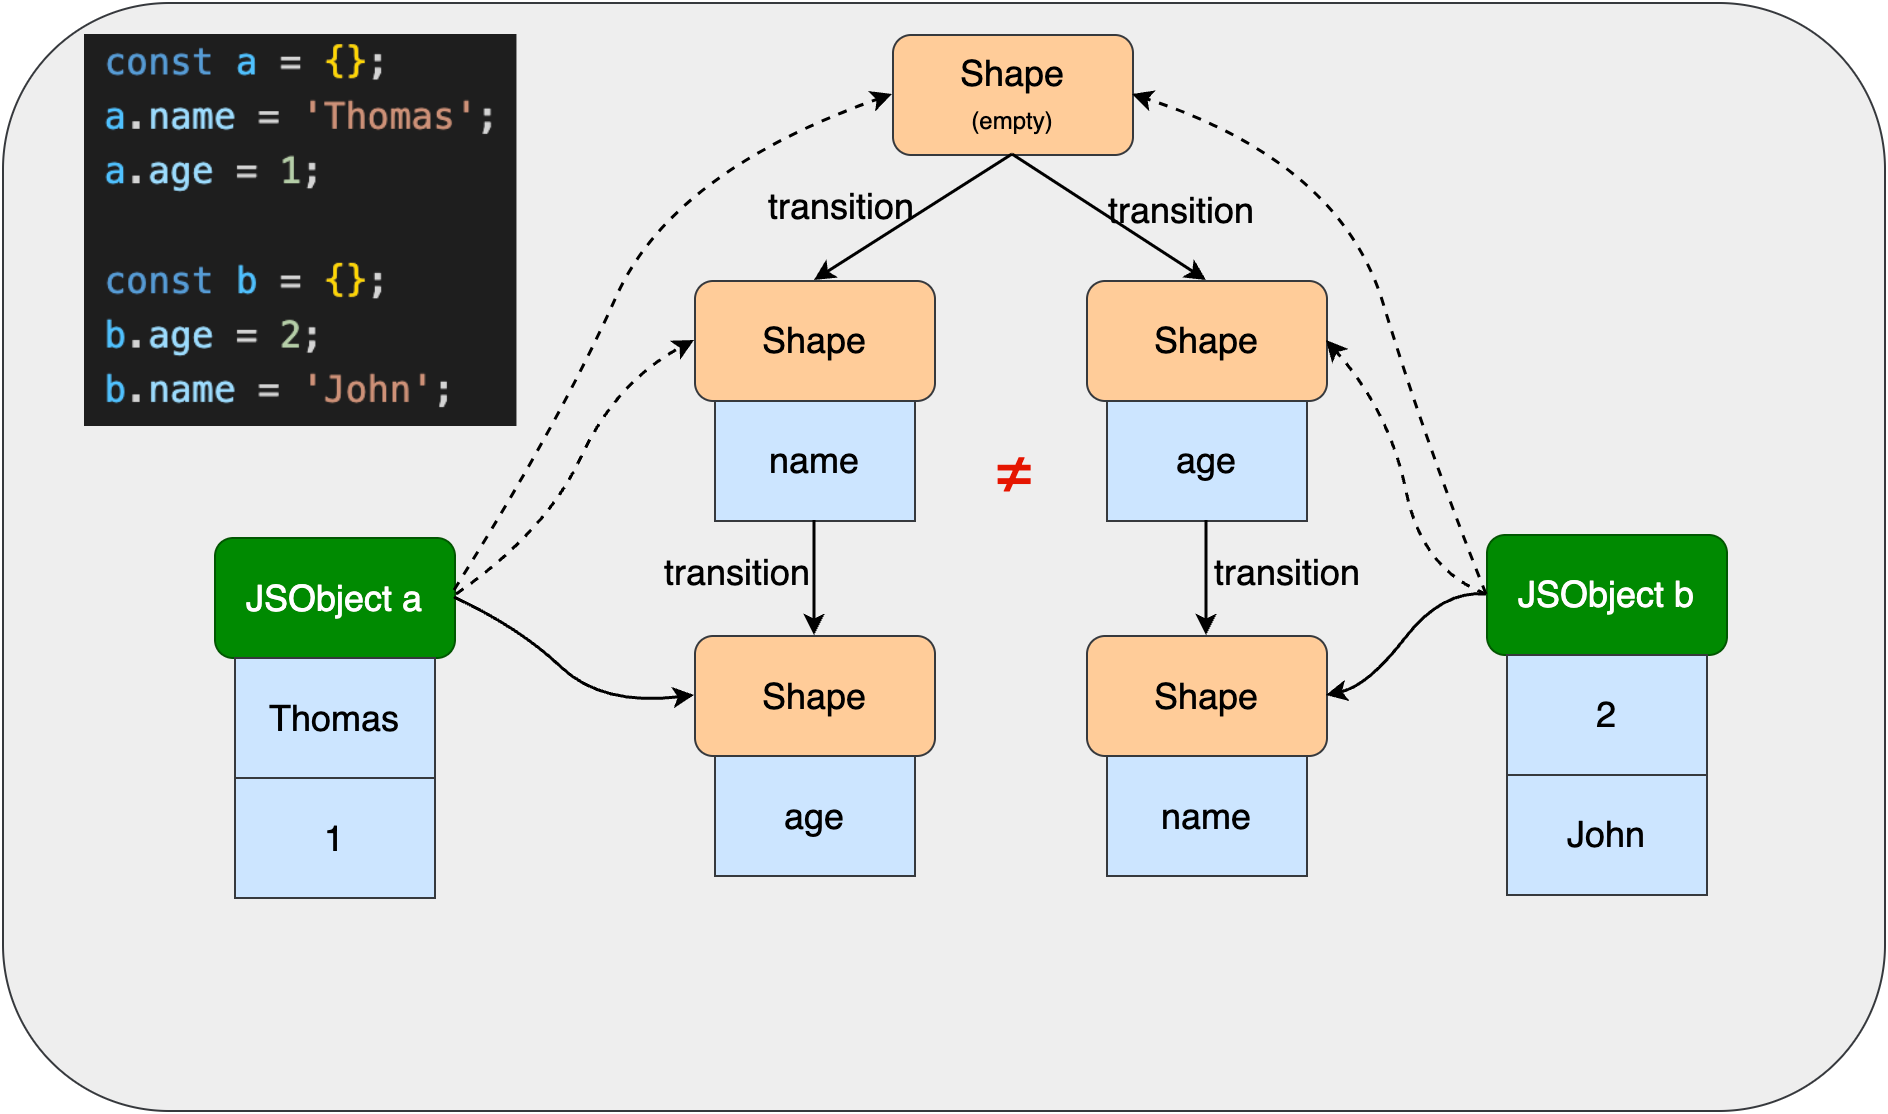 const a = {};
a.name = 'Thomas';
a.age = 1;
const b = {};
b.age = 2;
b.name = 'John';
Shape
(empty)
transition
transition
Shape
Shape
name
≠
age
transition
transition
JSObject a
JSObject b
Thomas
Shape
Shape
2
1
age
name
John